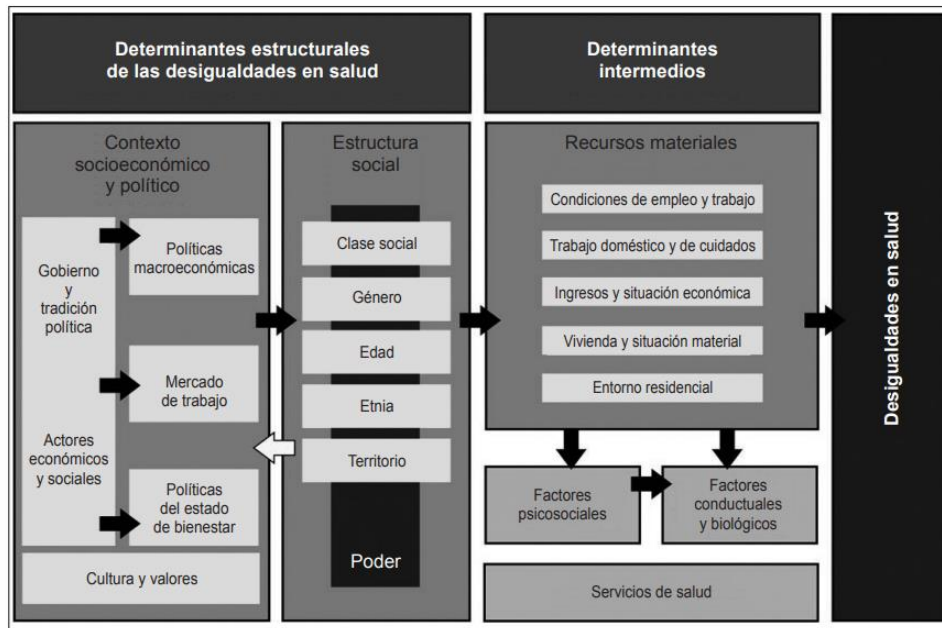 Determinantes estructurales
de las desigualdades en salud
Determinantes
intermedios
Contexto
socioeconómico
y político
Gobierno
y
tradición
política
Actores
económicos
y sociales
Políticas
macroeconómicas
Mercado
de trabajo
Políticas
del estado
de bienestar
Cultura y valores
Estructura
social
Clase social
Género
Edad
Etnia
Territorio
Poder
Recursos materiales
Condiciones de empleo y trabajo
Trabajo doméstico y de cuidados
Ingresos y situación económica
Vivienda y situación material
Entorno residencial
Factores
psicosociales
Factores
conductuales
y biológicos
Servicios de salud
Desigualdades en salud